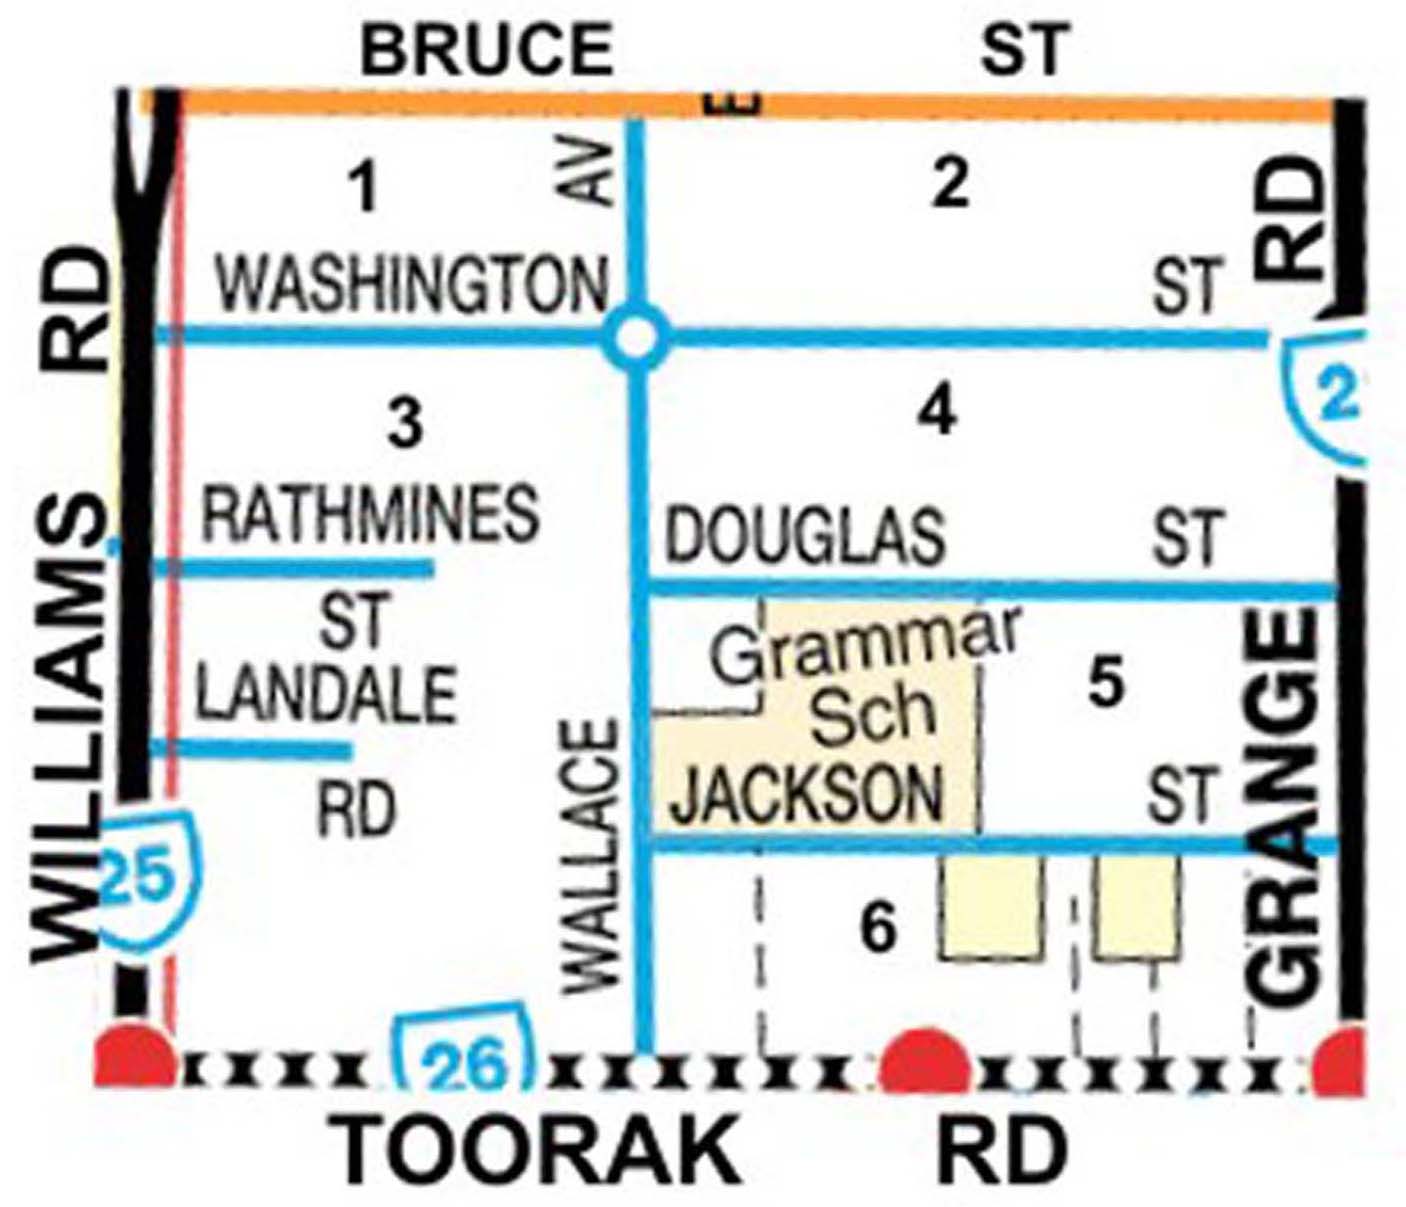 BRUCE ST
E
1
AV
2
RD
WASHINGTON ST
RD
2
3
4
RATHMINES
ST
DOUGLAS ST
WILLIAMS
LANDALE
RD
Grammar
Sch
5
GRANGE
JACKSON ST
WALLACE
25
6
26
TOORAK RD